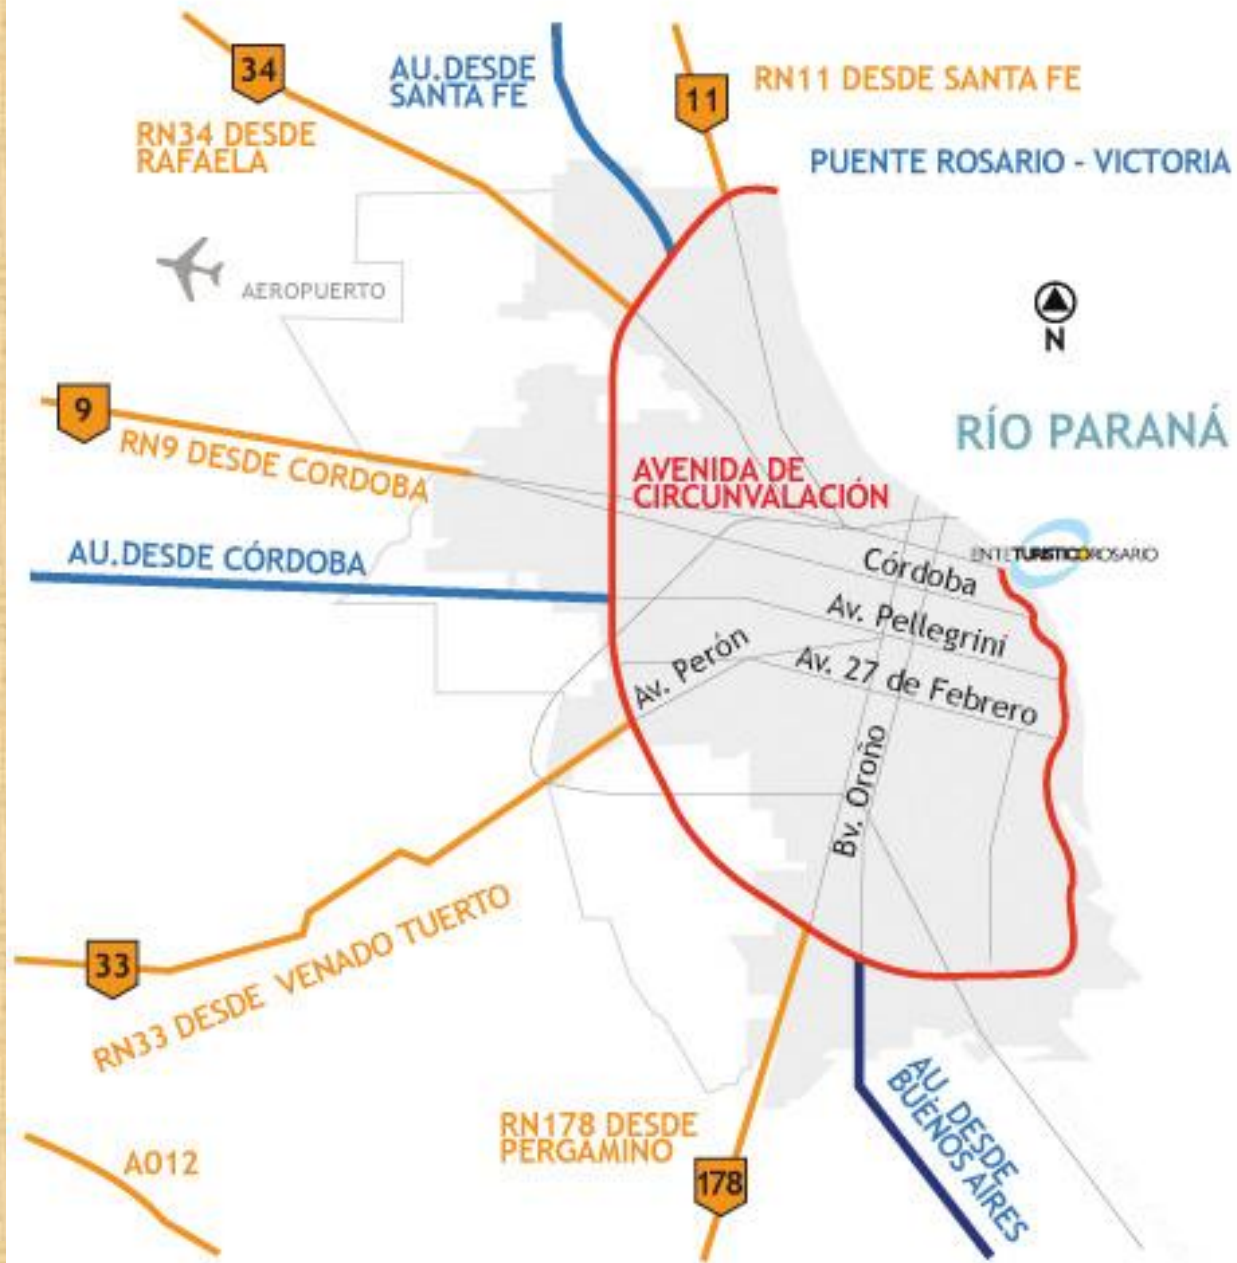 34
AU.DESDE
SANTA FE
11
RN11 DESDE SANTA FE
RN34 DESDE
RAFAELA
PUENTE ROSARIO - VICTORIA
AEROPUERTO
N
9
RN9 DESDE CÓRDOBA
RÍO PARANÁ
AVENIDA DE
CIRCUNVALACIÓN
AU.DESDE CÓRDOBA
ENTETURISTICOROSARIO
Córdoba
Av. Pellegrini
Av. Perón
Av. 27 de Febrero
Bv. Oroño
33
RN33 DESDE VENADO TUERTO
A012
RN178 DESDE
PERGAMINO
178
AU. DESDE
BUENOS AIRES